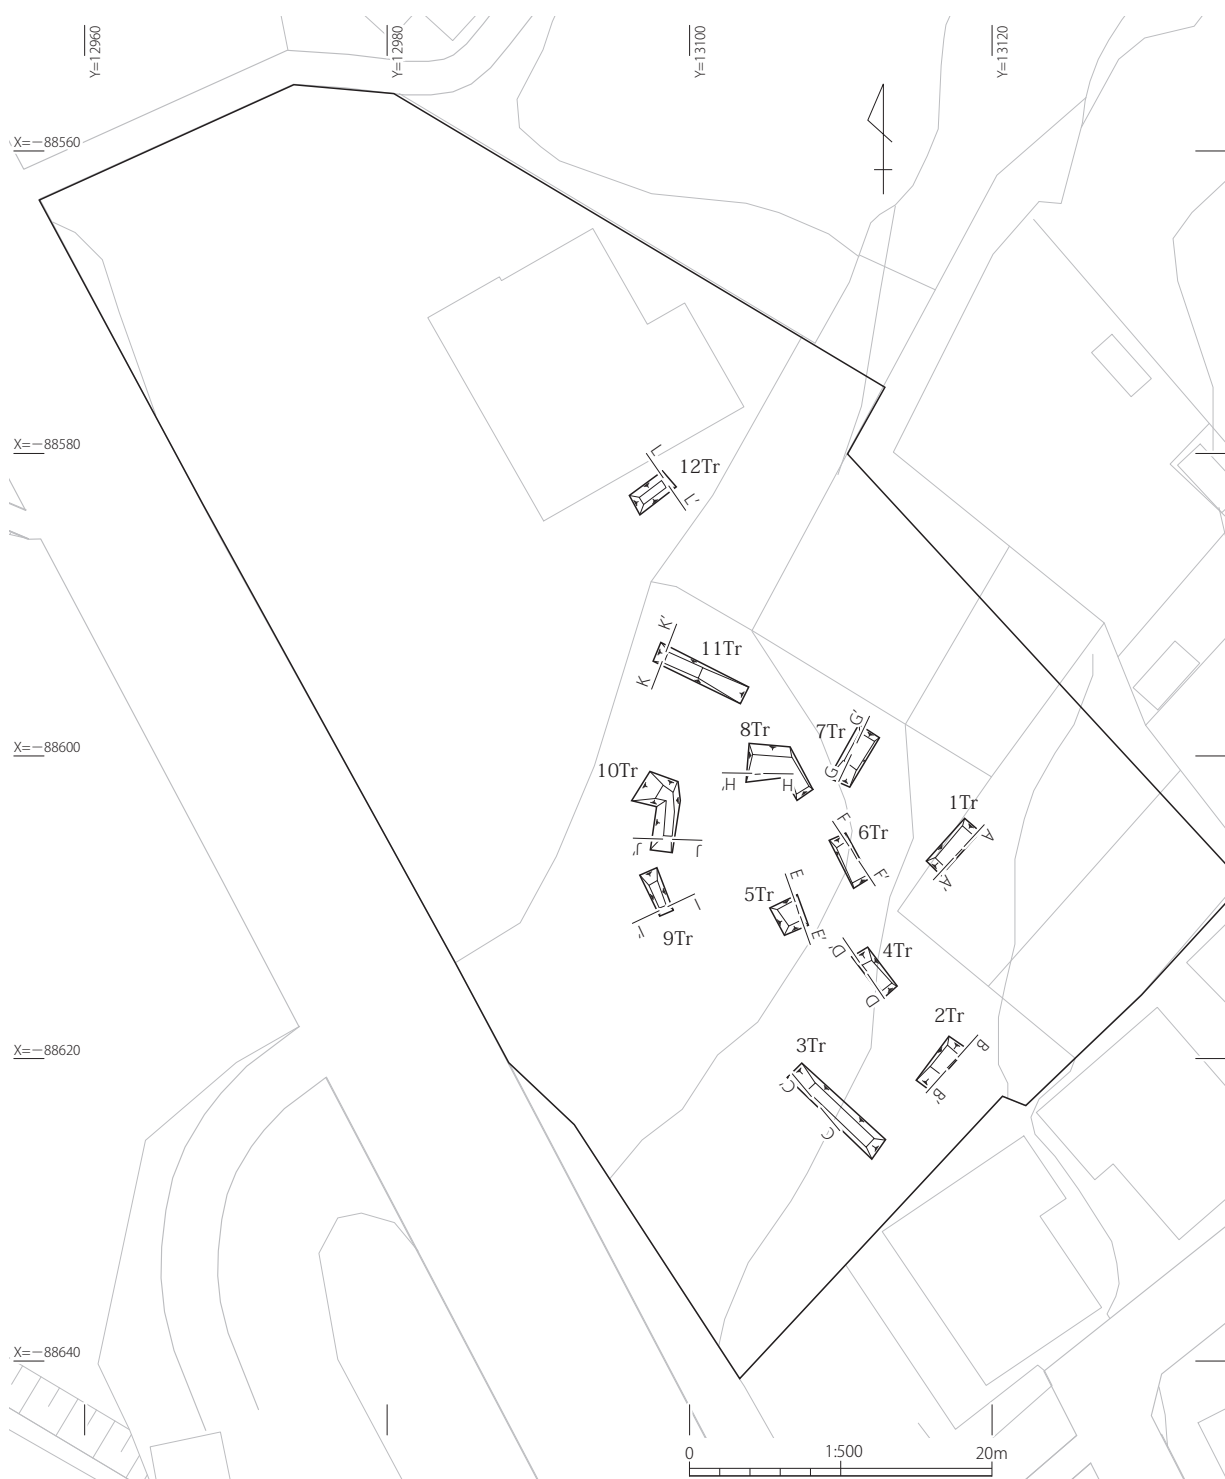 Y=12960
Y=12980
Y=13100
Y=13120
X=−88560
X=−88580
L
12Tr
L'
K'
11Tr
K
X=−88600
8Tr
7Tr
G'
10Tr
H'
H
G
1Tr
F
6Tr
A
J'
J
E
F'
A'
5Tr
I
I'
9Tr
E'
D'
4Tr
D
2Tr
X=−88620
3Tr
B
C'
B'
C
X=−88640
0
1:500
20m